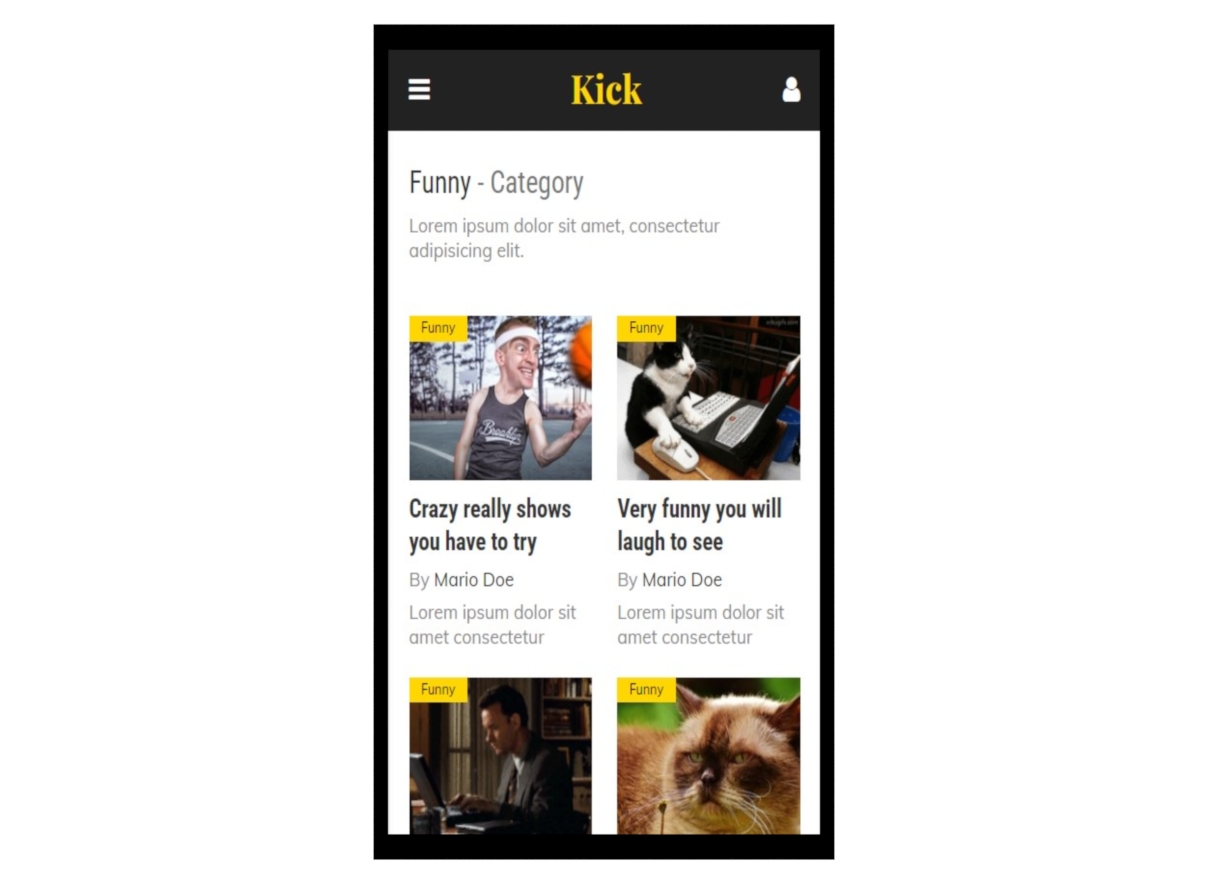 Kick
Funny - Category
Lorem ipsum dolor sit amet, consectetur
adipisicing elit.
Funny
Funny
Brooklyn
Crazy really shows
you have to try
Very funny you will
laugh to see
By Mario Doe
By Mario Doe
Lorem ipsum dolor sit
amet consectetur
Lorem ipsum dolor sit
amet consectetur
Funny
Funny